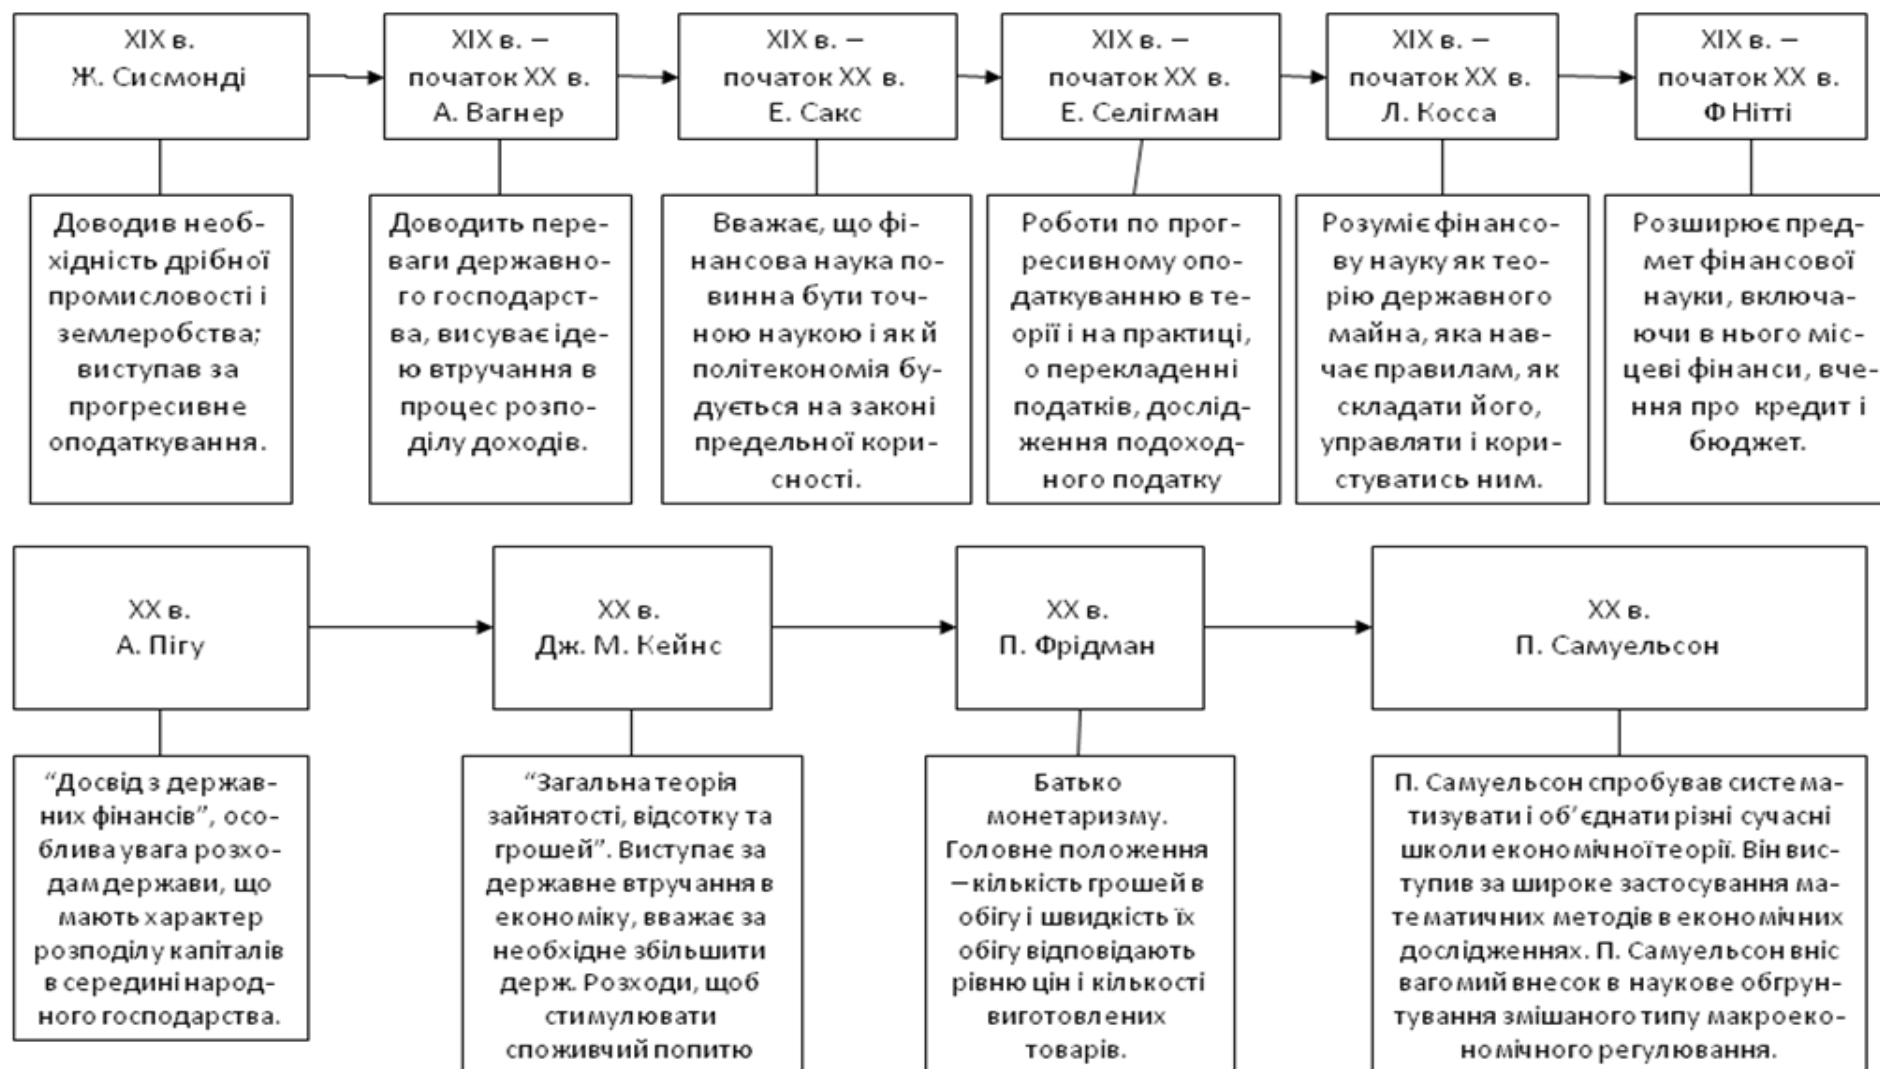 XIX в.
Ж. Сисмонді
XIX в. –
початок XX в.
А. Вагнер
XIX в. –
початок XX в.
Е. Сакс
XIX в. –
початок XX в.
Е. Селігман
XIX в. –
початок XX в.
Л. Косса
XIX в. –
початок XX в.
Ф Нітті
Доводив необ-
хідність дрібної
промисловості і
землеробства;
виступав за
прогресивне
оподаткування.
Доводить пере-
ваги державно-
го господарст-
ва, висуває іде-
ю втручання в
процес розпо-
ділу доходів.
Вважає, що фі-
нансова наука по-
винна бути точ-
ною наукою і як й
політекономія бу-
дується на законі
предельної кори-
сності.
Роботи по прог-
ресивному опо-
даткуванню в те-
орії і на практиці,
о перекладенні
податків, дослід-
ження подоход-
ного податку
Розуміє фінансо-
ву науку як тео-
рію державного
майна, яка нав-
чає правилам, як
складати його,
управляти і кори-
стуватись ним.
Розширює пред-
мет фінансової
науки, включа-
ючи в нього міс-
цеві фінанси, вче-
ння про кредит і
бюджет.
XX в.
А. Пігу
XX в.
Дж. М. Кейнс
XX в.
П. Фрідман
XX в.
П. Самуельсон
“Досвід з держав-
них фінансів”, осо-
блива увага розхо-
дам держави, що
мають характер
розподілу капіталів
в середині народ-
ного господарства.
“Загальна теорія
зайнятості, відсотку та
грошей”. Виступає за
державне втручання в
економіку, вважає за
необхідне збільшити
держ. Розходи, щоб
стимулювати
споживчий попитю
Батько
монетаризму.
Головне положення
– кількість грошей в
обігу і швидкість їх
обігу відповідають
рівню цін і кількості
виготовлених
товарів.
П. Самуельсон спробував система-
тизувати і об’єднати різні сучасні
школи економічної теорії. Він вис-
тупив за широке застосування ма-
тематичних методів в економічних
дослідженнях. П. Самуельсон вніс
вагомий внесок в наукове обгрун-
тування змішаного типу макроеко-
номічного регулювання.